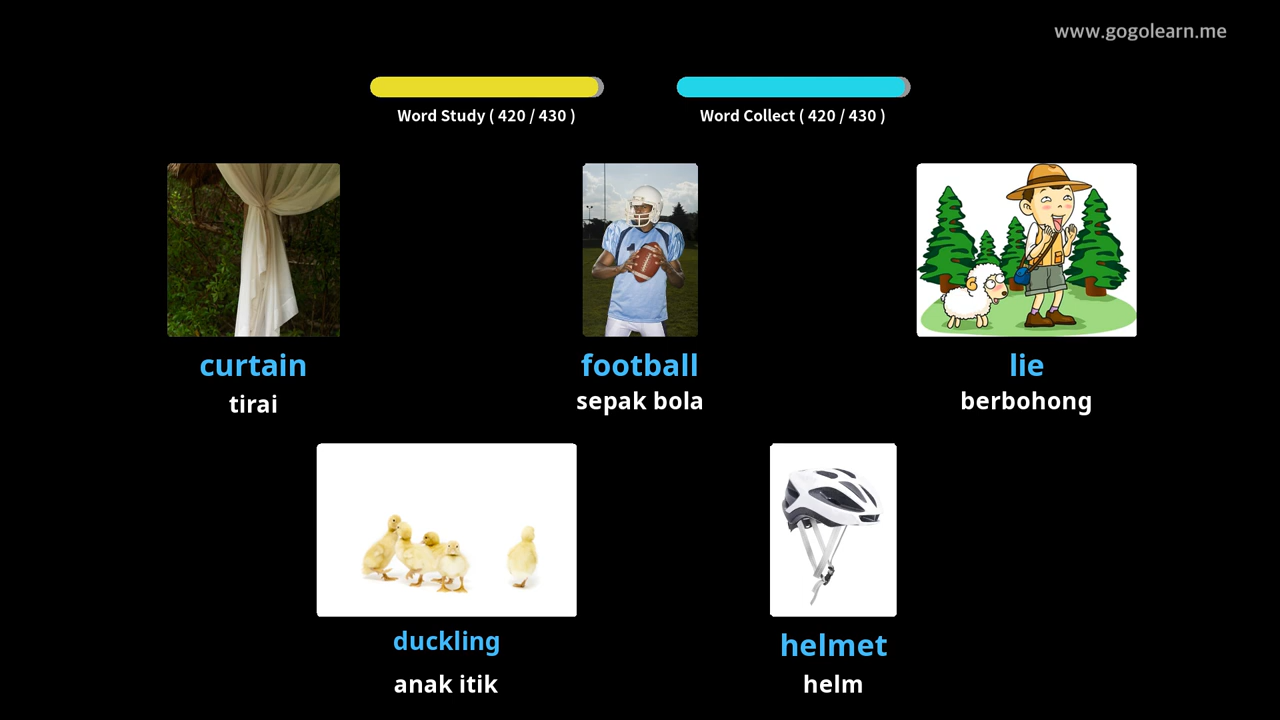 www.gogolearn.me
Word Study ( 420 / 430 )
Word Collect ( 420 / 430 )
curtain
football
lie
tirai
sepak bola
berbohong
duckling
helmet
anak itik
helm